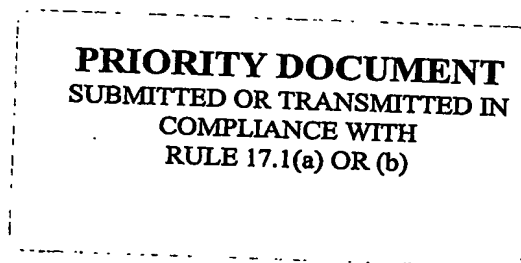 PRIORITY DOCUMENT
SUBMITTED OR TRANSMITTED IN
COMPLIANCE WITH
RULE 17.1(a) OR (b)